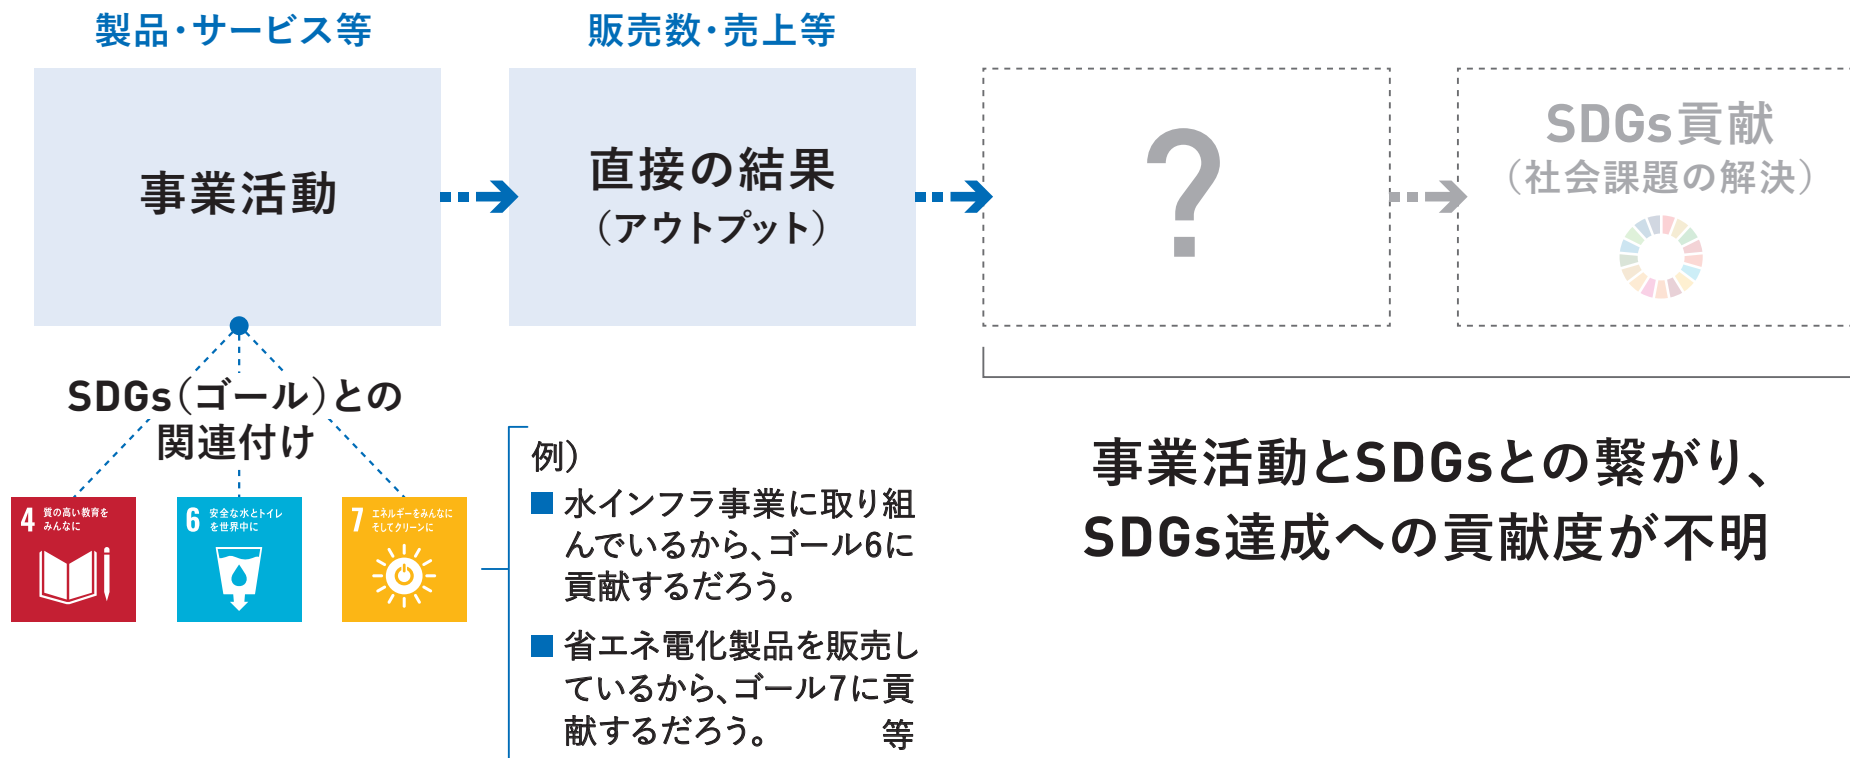 製品・サービス等
販売数・売上等
事業活動
直接の結果
（アウトプット）
?
SDGs貢献
（社会課題の解決）
SDGs（ゴール）との
関連付け
4 質の高い教育を
みんなに
6 安全な水とトイレ
を世界中に
7 エネルギーをみんなに
そしてクリーンに
例）
水インフラ事業に取り組
んでいるから、ゴール6に
貢献するだろう。
省エネ電化製品を販売し
ているから、ゴール7に貢
献するだろう。 等
事業活動とSDGsとの繋がり、
SDGs達成への貢献度が不明